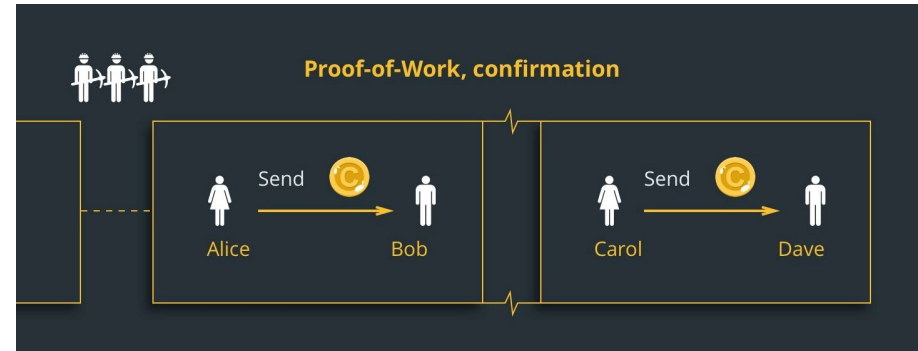 Proof-of-Work, confirmation
Send C
Alice Bob
Send C
Carol Dave